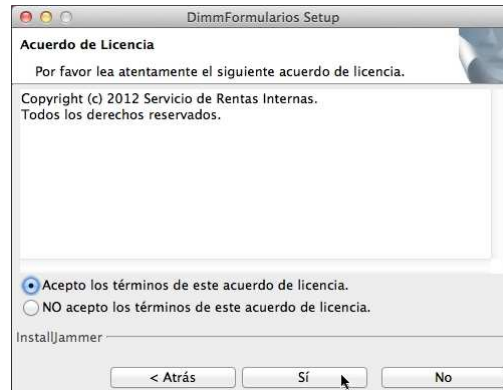 DimmFormularios Setup
Acuerdo de Licencia
Por favor lea atentamente el siguiente acuerdo de licencia.
Copyright (c) 2012 Servicio de Rentas Internas.
Todos los derechos reservados.
Acepto los términos de este acuerdo de licencia.
NO acepto los términos de este acuerdo de licencia.
InstallJammer
< Atrás
Sí
No